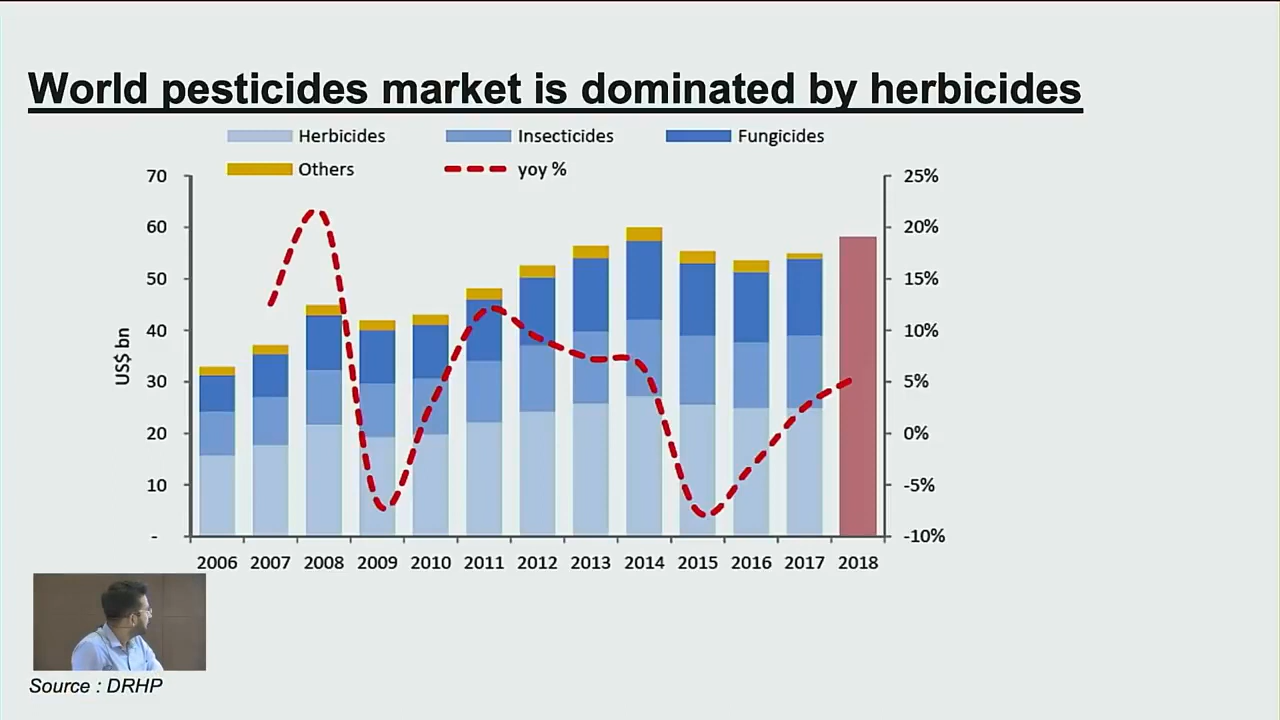 World pesticides market is dominated by herbicides
Herbicides Insecticides Fungicides
Others yoy %
70 25%
60 20%
50 15%
40 10%
30 5%
20 0%
10 -5%
- -10%
US$ bn
2006 2007 2008 2009 2010 2011 2012 2013 2014 2015 2016 2017 2018
Source : DRHP